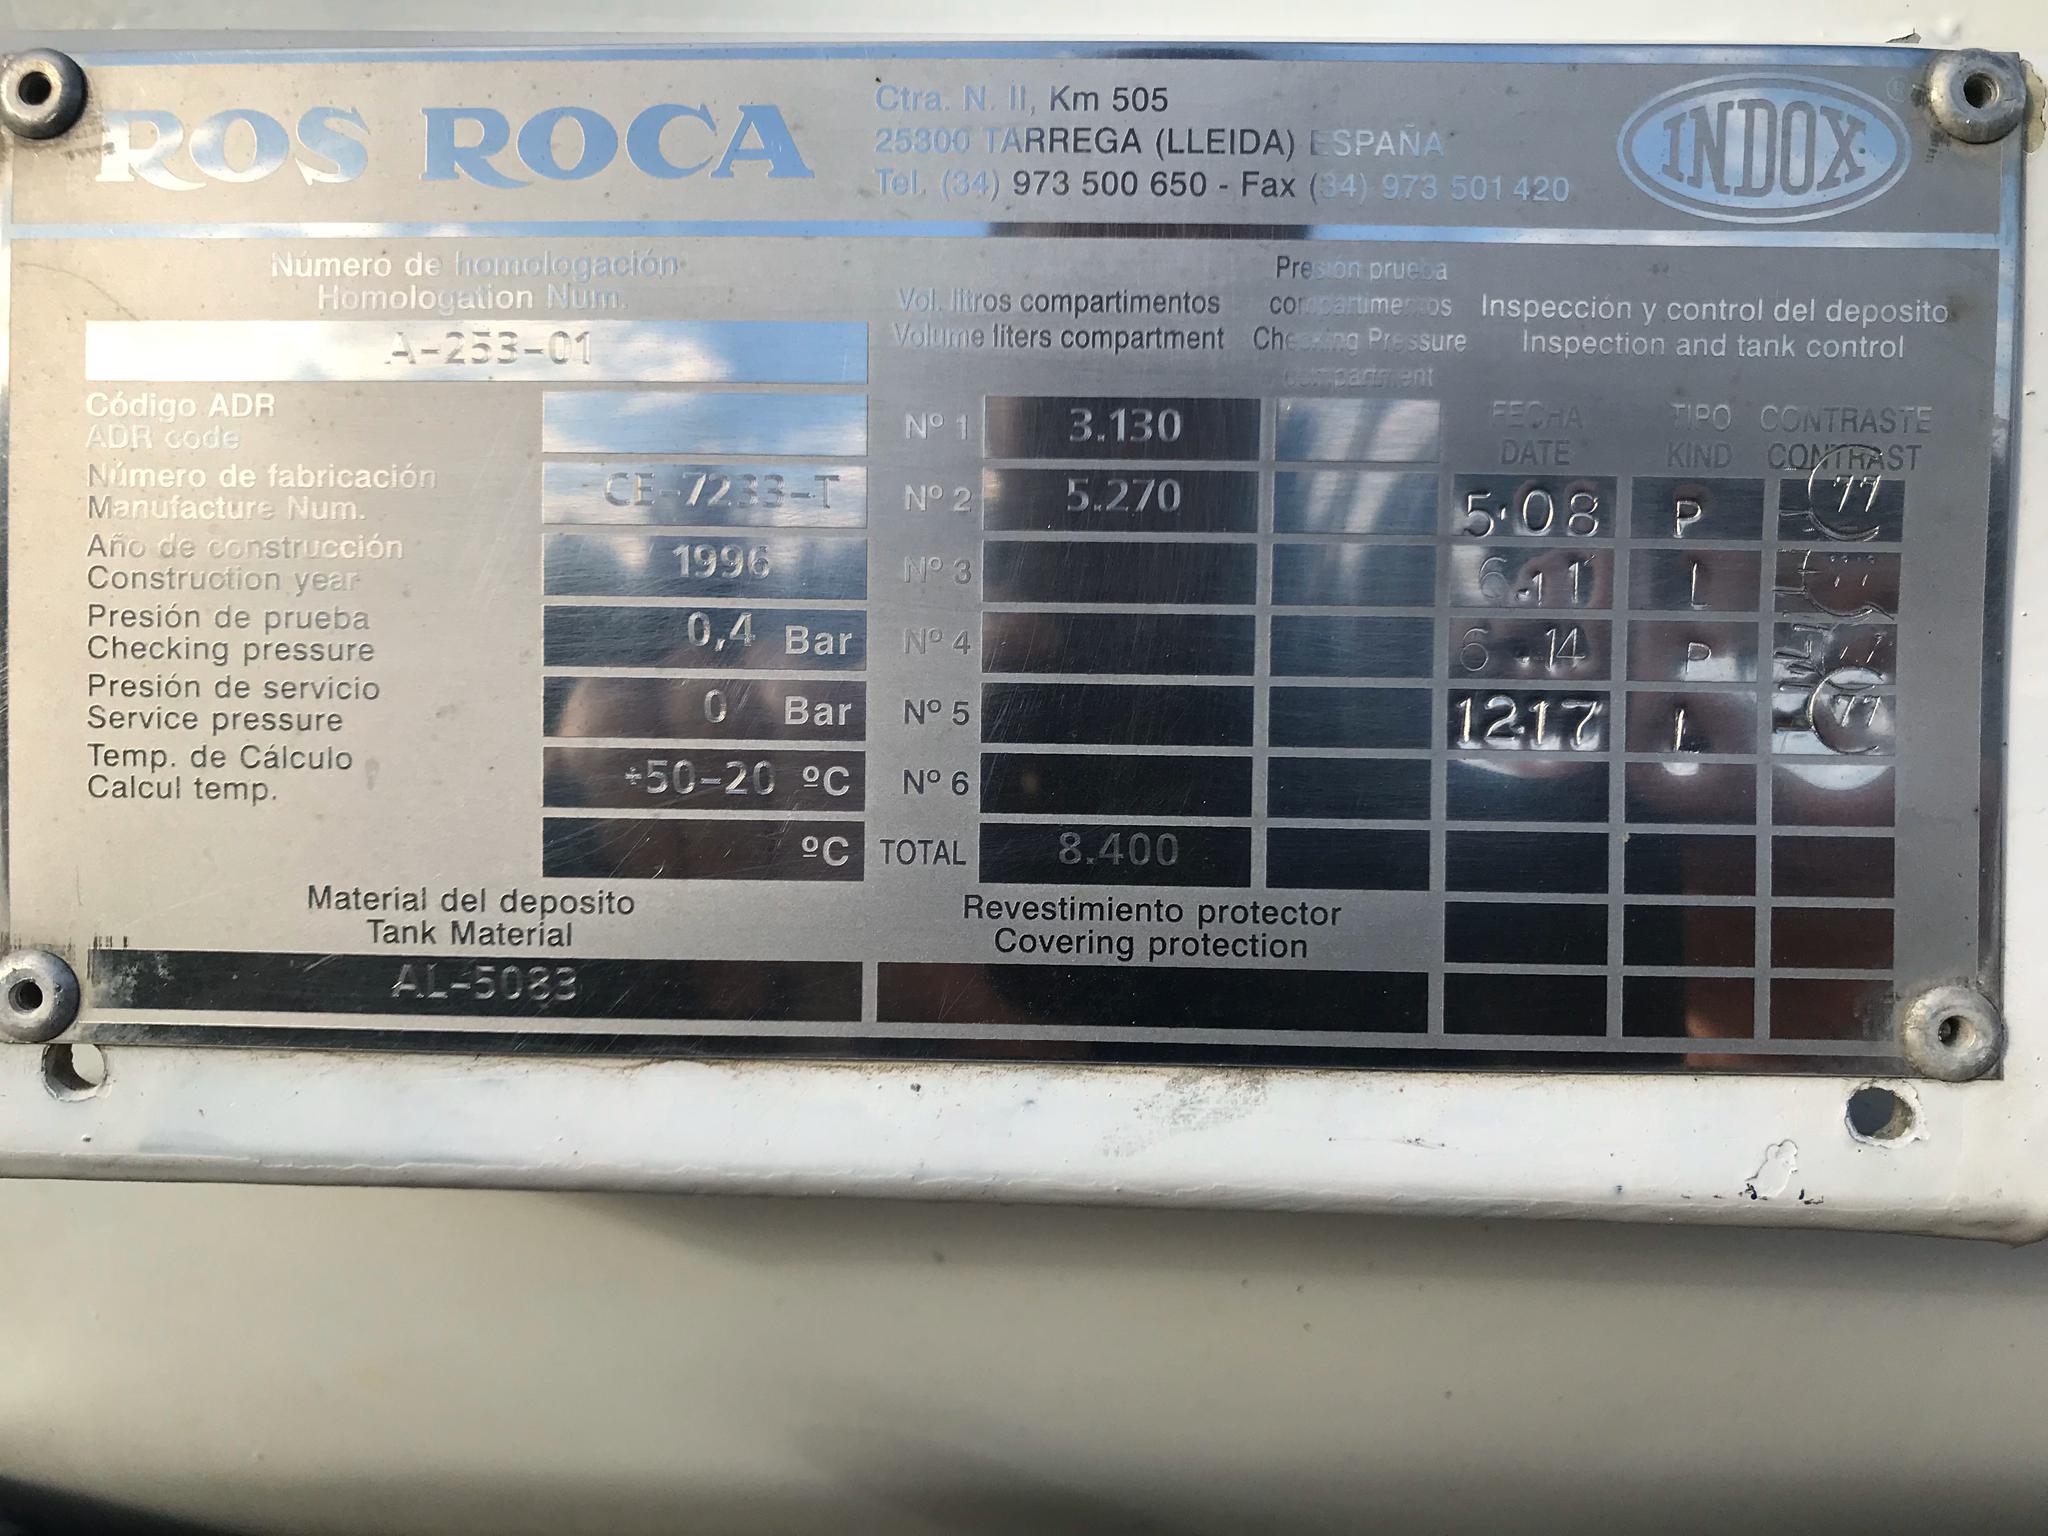 ROS ROCA
Ctra. N. II, Km 505
25300 TARREGA (LLEIDA) ESPAÑA
Tel. (34) 973 500 650 - Fax (34) 973 501 420
INDOX
®
Número de homologación
Homologation Num.
A-253-01
Código ADR
ADR code
Número de fabricación
Manufacture Num.
CE-7233-T
Año de construcción
Construction year
1996
Presión de prueba
Checking pressure
0,4 Bar
Presión de servicio
Service pressure
0 Bar
Temp. de Cálculo
Calcul temp.
+50-20 ºC
ºC
Material del deposito
Tank Material
AL-5083
Vol. litros compartimentos
Volume liters compartment
Presión prueba
compartimentos
Checking Pressure
compartment
Nº 1 3.130
Nº 2 5.270
Nº 3
Nº 4
Nº 5
Nº 6
TOTAL 8.400
Revestimiento protector
Covering protection
Inspección y control del deposito
Inspection and tank control
FECHA TIPO CONTRASTE
DATE KIND CONTRAST
5·08 P 77
6.11 L 77
6.14 P 77
1217 L 77